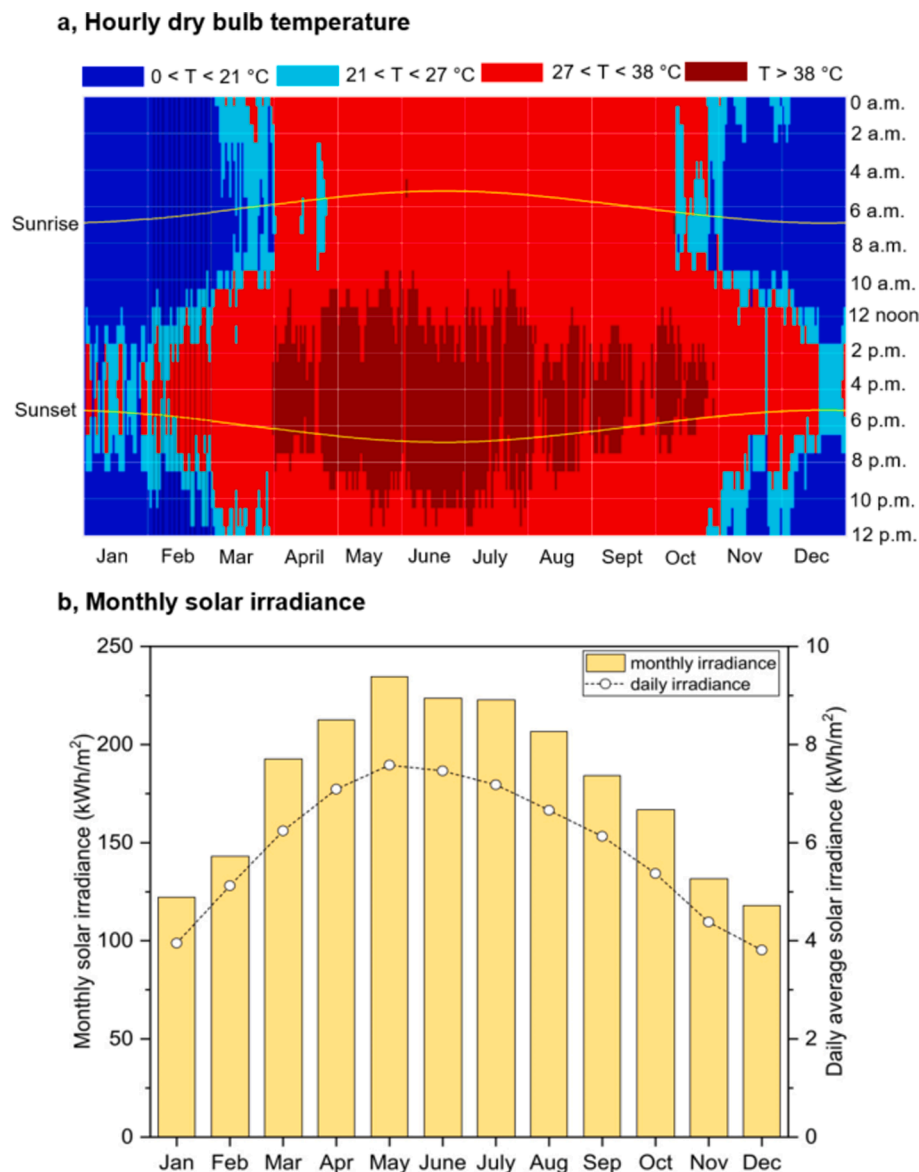 a, Hourly dry bulb temperature
0 < T < 21 °C 21 < T < 27 °C 27 < T < 38 °C T > 38 °C
0 a.m.
2 a.m.
4 a.m.
Sunrise
6 a.m.
8 a.m.
10 a.m.
12 noon
2 p.m.
4 p.m.
Sunset
6 p.m.
8 p.m.
10 p.m.
12 p.m.
Jan Feb Mar April May June July Aug Sept Oct Nov Dec
b, Monthly solar irradiance
250
200
150
100
50
0
Monthly solar irradiance (kWh/m²)
monthly irradiance
daily irradiance
10
8
6
4
2
0
Daily average solar irradiance (kWh/m²)
Jan Feb Mar Apr May June July Aug Sep Oct Nov Dec